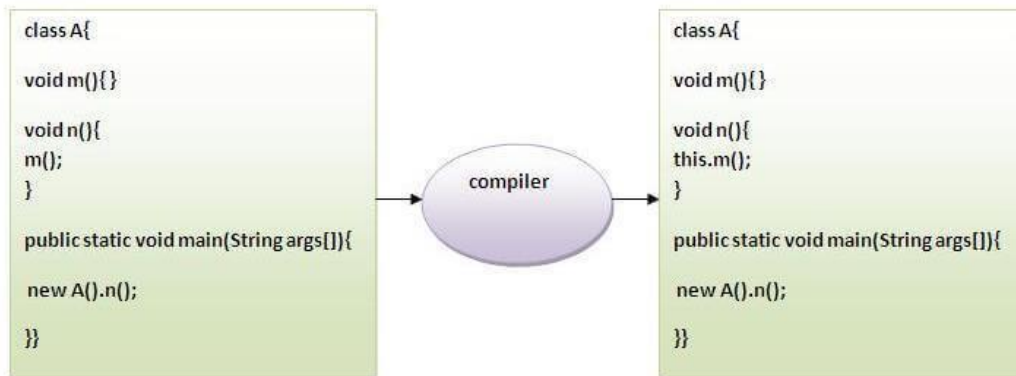 class A{
void m(){}
void n(){
m();
}
public static void main(String args[]){
new A().n();
}}
compiler
class A{
void m(){}
void n(){
this.m();
}
public static void main(String args[]){
new A().n();
}}